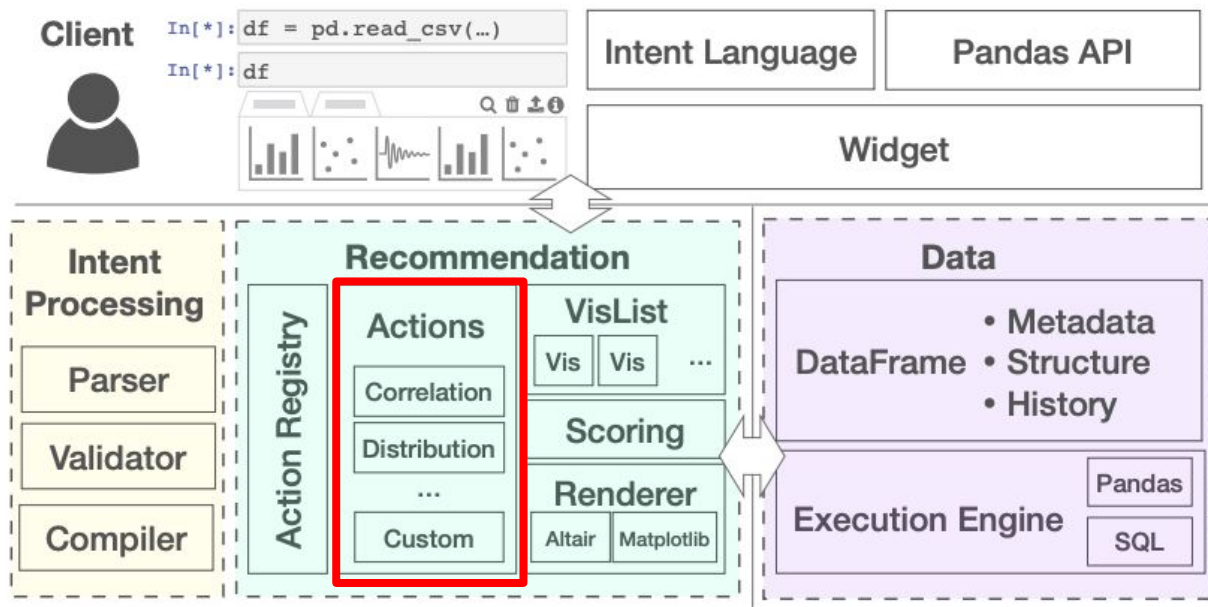 Client
In[*]: df = pd.read_csv(…)
In[*]: df
Intent Language
Pandas API
Widget
Intent
Processing
Parser
Validator
Compiler
Recommendation
Action Registry
Actions
Correlation
Distribution
...
Custom
VisList
Vis Vis ...
Scoring
Renderer
Altair Matplotlib
Data
DataFrame
• Metadata
• Structure
• History
Execution Engine
Pandas
SQL